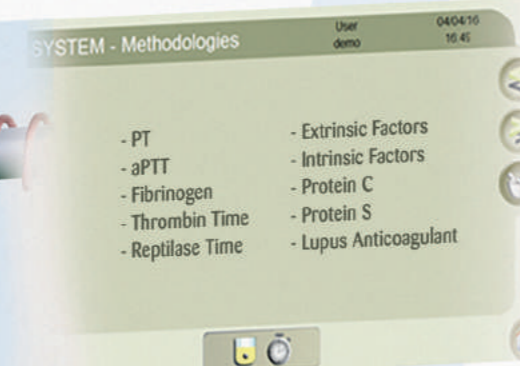 SYSTEM - Methodologies
User
demo
04/04/16
16:45
- PT
- aPTT
- Fibrinogen
- Thrombin Time
- Reptilase Time
- Extrinsic Factors
- Intrinsic Factors
- Protein C
- Protein S
- Lupus Anticoagulant